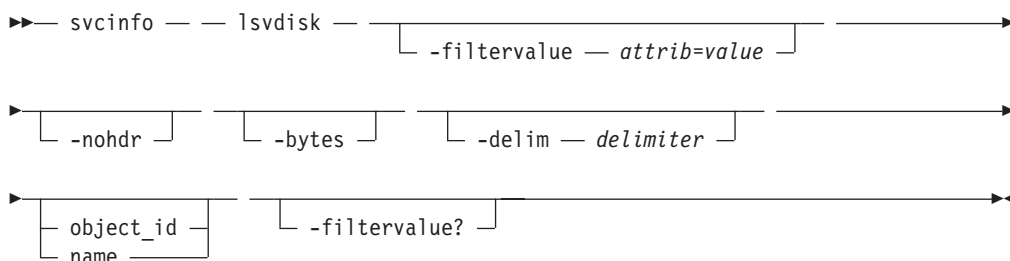 svcinfo lsvdisk
-filtervalue attrib=value
-nohdr -bytes -delim delimiter
object_id -filtervalue?
name